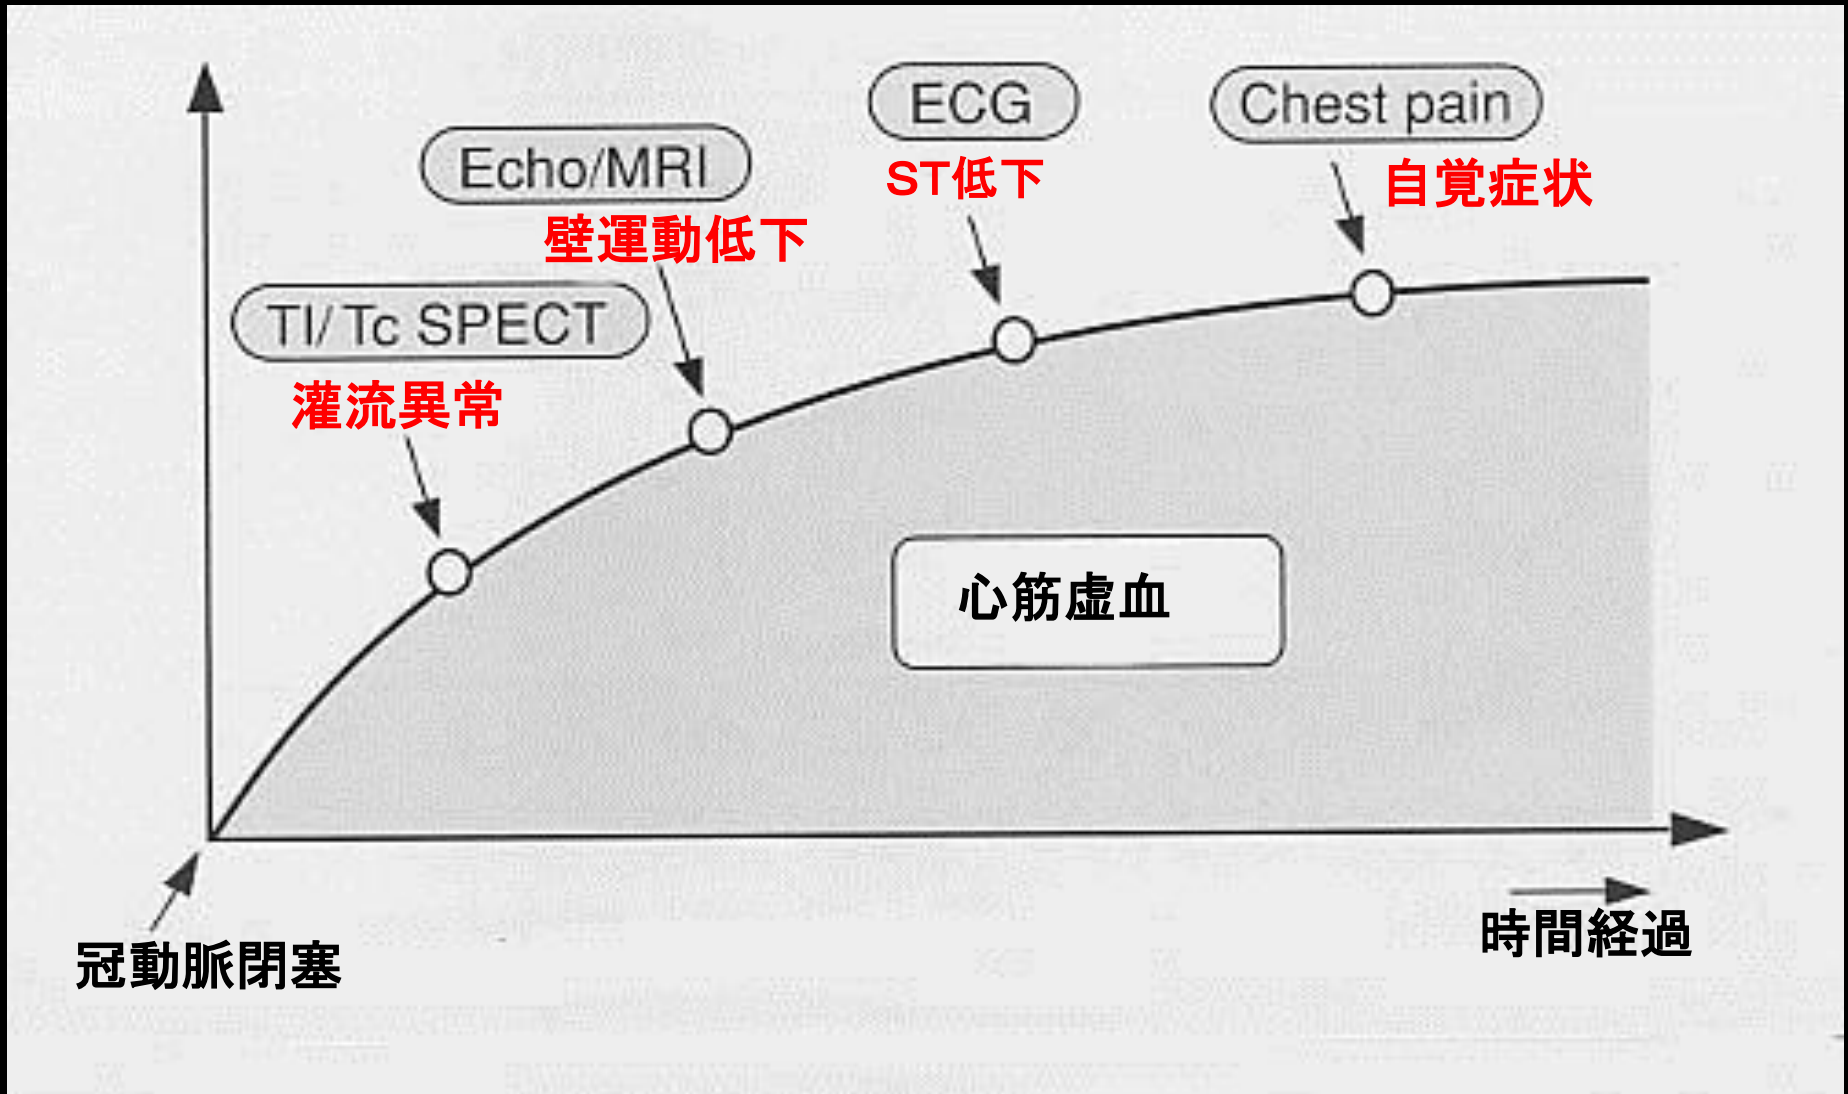 ECG
Chest pain
Echo/MRI
ST低下
自覚症状
壁運動低下
Tl/Tc SPECT
灌流異常
心筋虚血
時間経過
冠動脈閉塞